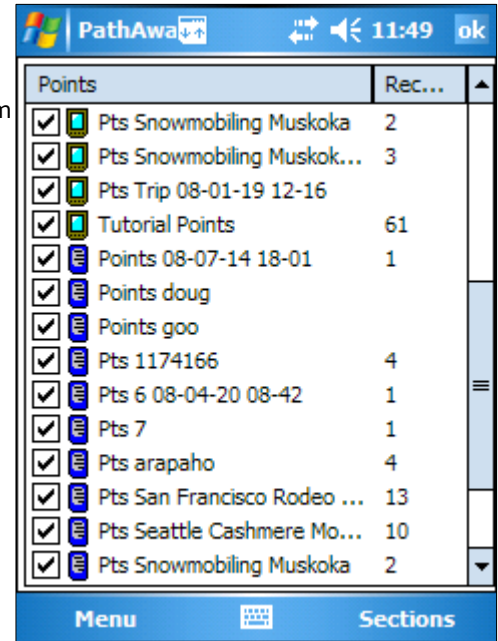 PathAwa 11:49 ok
Points Rec...
m
Pts Snowmobiling Muskoka 2
Pts Snowmobiling Muskok... 3
Pts Trip 08-01-19 12-16
Tutorial Points 61
Points 08-07-14 18-01 1
Points doug
Points goo
Pts 1174166 4
Pts 6 08-04-20 08-42 1
Pts 7 1
Pts arapaho 4
Pts San Francisco Rodeo ... 13
Pts Seattle Cashmere Mo... 10
Pts Snowmobiling Muskoka 2
Menu Sections